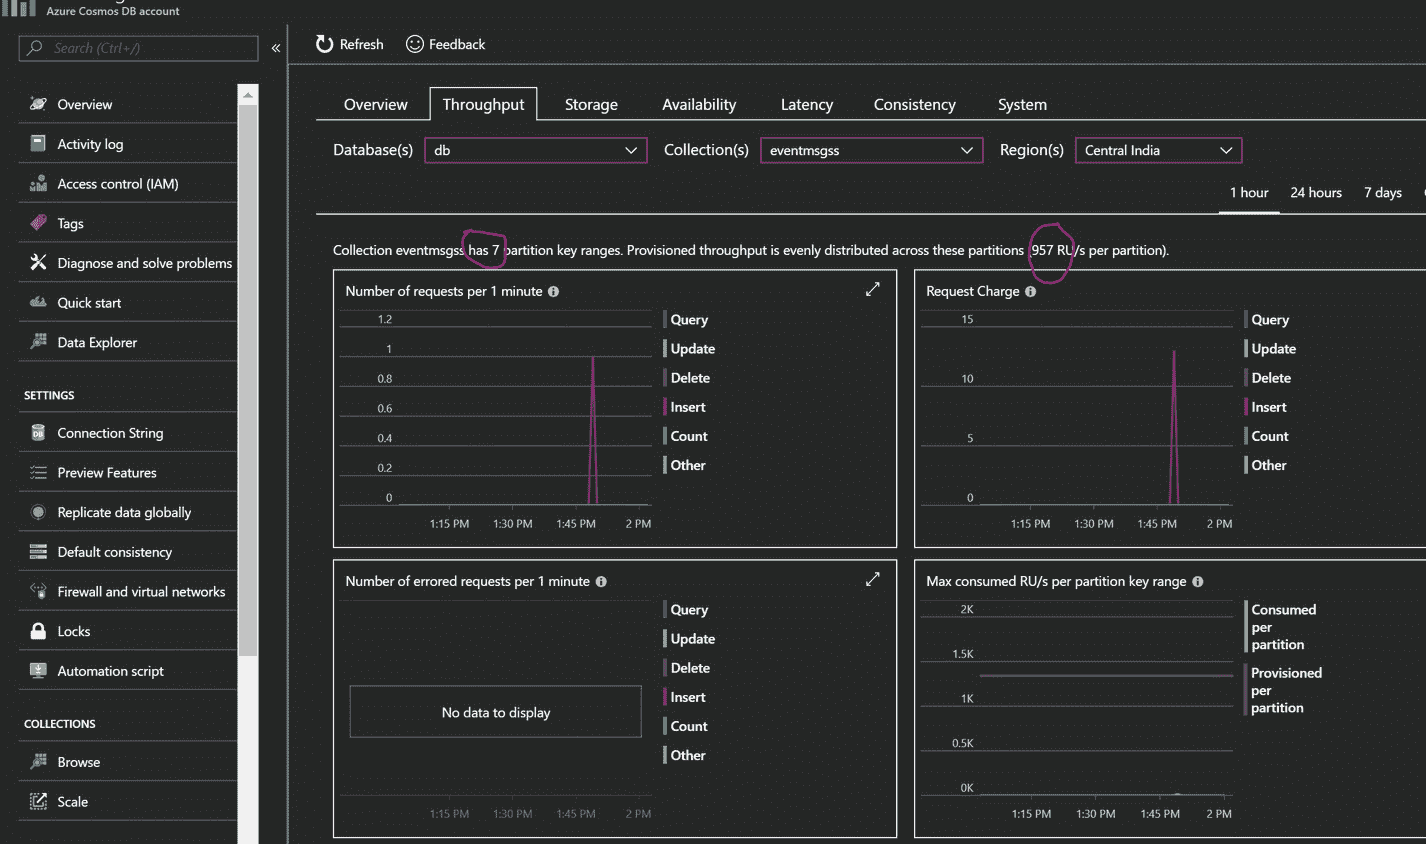 Azure Cosmos DB account
Search (Ctrl+/)
«
Refresh
Feedback
Overview
Activity log
Access control (IAM)
Tags
Diagnose and solve problems
Quick start
Data Explorer
SETTINGS
Connection String
Preview Features
Replicate data globally
Default consistency
Firewall and virtual networks
Locks
Automation script
COLLECTIONS
Browse
Scale
Overview Throughput Storage Availability Latency Consistency System
Database(s) db Collection(s) eventmsgss Region(s) Central India
1 hour 24 hours 7 days
Collection eventmsgss has 7 partition key ranges. Provisioned throughput is evenly distributed across these partitions (957 RU/s per partition).
Number of requests per 1 minute
1.2
1
0.8
0.6
0.4
0.2
0
1:15 PM 1:30 PM 1:45 PM 2 PM
Query
Update
Delete
Insert
Count
Other
Request Charge
15
10
5
0
1:15 PM 1:30 PM 1:45 PM 2 PM
Query
Update
Delete
Insert
Count
Other
Number of errored requests per 1 minute
No data to display
1:15 PM 1:30 PM 1:45 PM 2 PM
Query
Update
Delete
Insert
Count
Other
Max consumed RU/s per partition key range
2K
1.5K
1K
0.5K
0K
1:15 PM 1:30 PM 1:45 PM 2 PM
Consumed
per
partition
Provisioned
per
partition